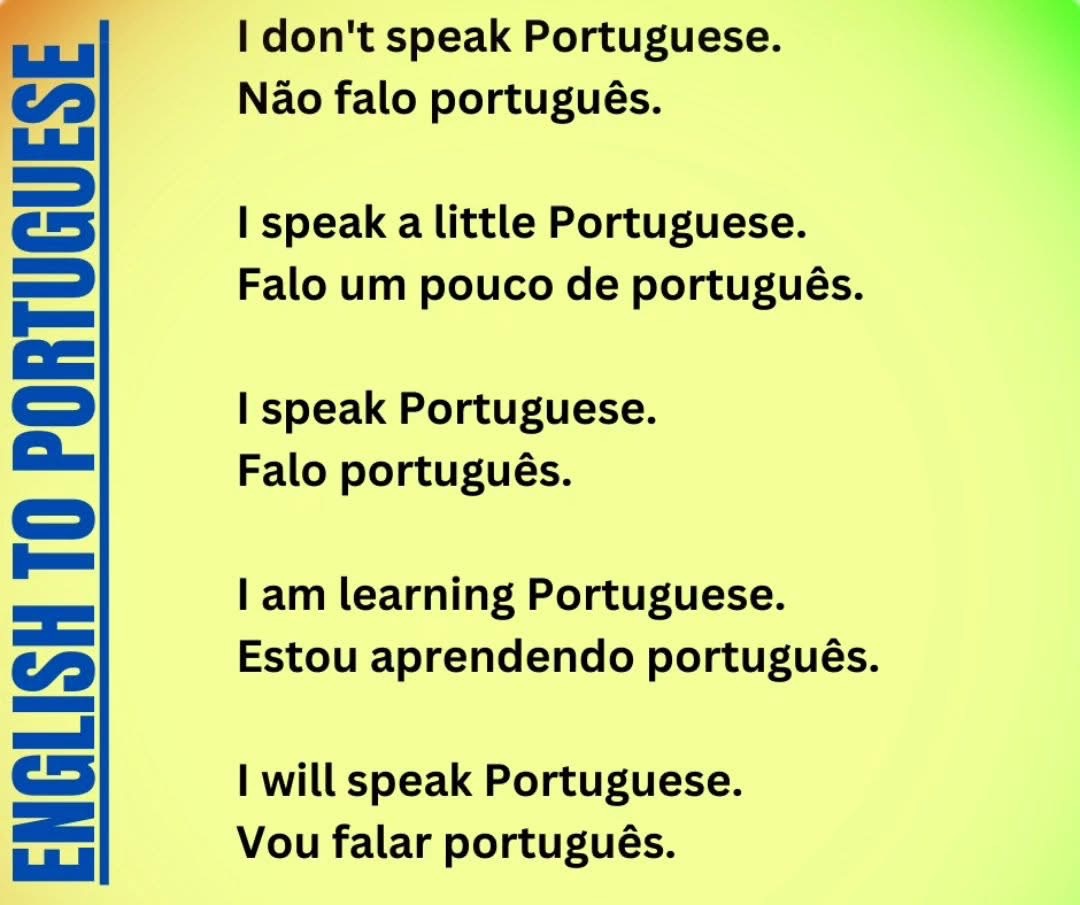 ENGLISH TO PORTUGUESE
I don't speak Portuguese.
Não falo português.
I speak a little Portuguese.
Falo um pouco de português.
I speak Portuguese.
Falo português.
I am learning Portuguese.
Estou aprendendo português.
I will speak Portuguese.
Vou falar português.